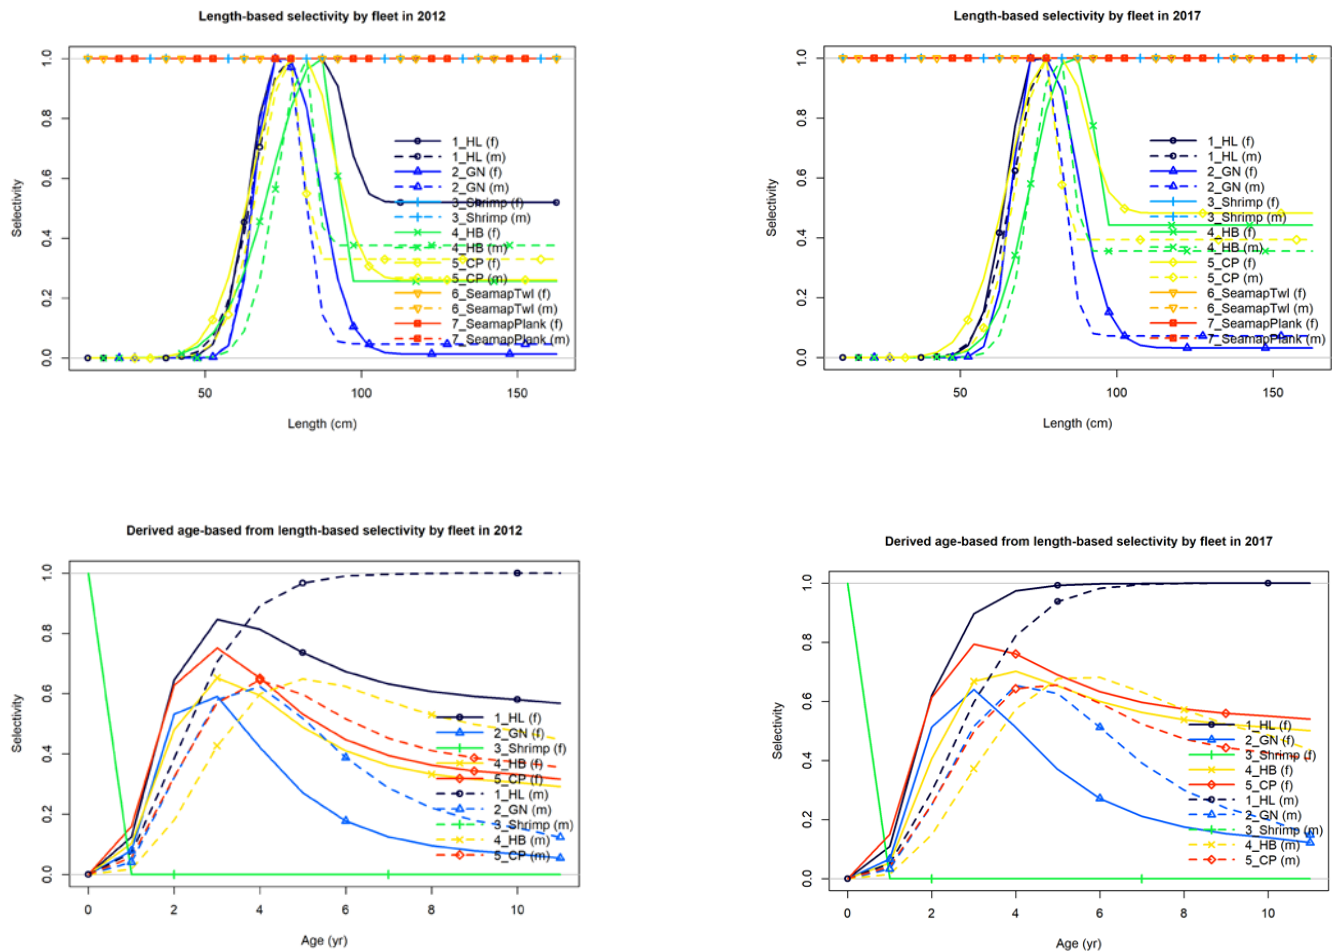 Length-based selectivity by fleet in 2012
1.0
0.8
0.6
0.4
0.2
0.0
Selectivity
1_HL (f)
1_HL (m)
2_GN (f)
2_GN (m)
3_Shrimp (f)
3_Shrimp (m)
4_HB (f)
4_HB (m)
5_CP (f)
5_CP (m)
6_SeamapTwl (f)
6_SeamapTwl (m)
7_SeamapPlank (f)
7_SeamapPlank (m)
50
100
150
Length (cm)
Length-based selectivity by fleet in 2017
1.0
0.8
0.6
0.4
0.2
0.0
Selectivity
1_HL (f)
1_HL (m)
2_GN (f)
2_GN (m)
3_Shrimp (f)
3_Shrimp (m)
4_HB (f)
4_HB (m)
5_CP (f)
5_CP (m)
6_SeamapTwl (f)
6_SeamapTwl (m)
7_SeamapPlank (f)
7_SeamapPlank (m)
50
100
150
Length (cm)
Derived age-based from length-based selectivity by fleet in 2012
1.0
0.8
0.6
0.4
0.2
0.0
Selectivity
1_HL (f)
2_GN (f)
3_Shrimp (f)
4_HB (f)
5_CP (f)
1_HL (m)
2_GN (m)
3_Shrimp (m)
4_HB (m)
5_CP (m)
0
2
4
6
8
10
Age (yr)
Derived age-based from length-based selectivity by fleet in 2017
1.0
0.8
0.6
0.4
0.2
0.0
Selectivity
1_HL (f)
2_GN (f)
3_Shrimp (f)
4_HB (f)
5_CP (f)
1_HL (m)
2_GN (m)
3_Shrimp (m)
4_HB (m)
5_CP (m)
0
2
4
6
8
10
Age (yr)